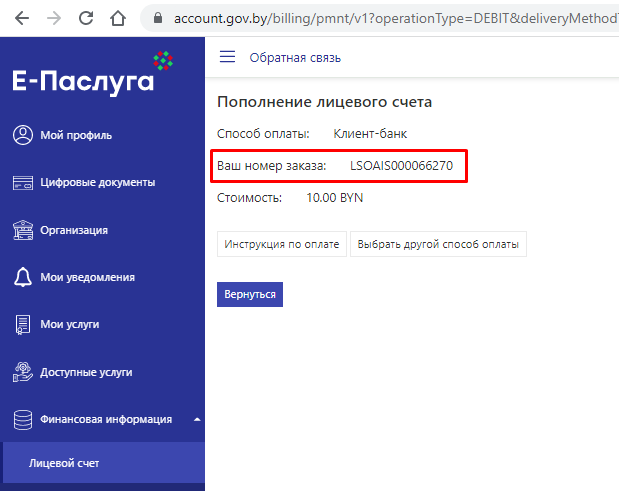 account.gov.by/billing/pmnt/v1?operationType=DEBIT&deliveryMethod
Е-Паслуга
Обратная связь
Мой профиль
Цифровые документы
Организация
Мои уведомления
Мои услуги
Доступные услуги
Финансовая информация
Лицевой счет
Пополнение лицевого счета
Способ оплаты: Клиент-банк
Ваш номер заказа: LSOAIS000066270
Стоимость: 10.00 BYN
Инструкция по оплате
Выбрать другой способ оплаты
Вернуться